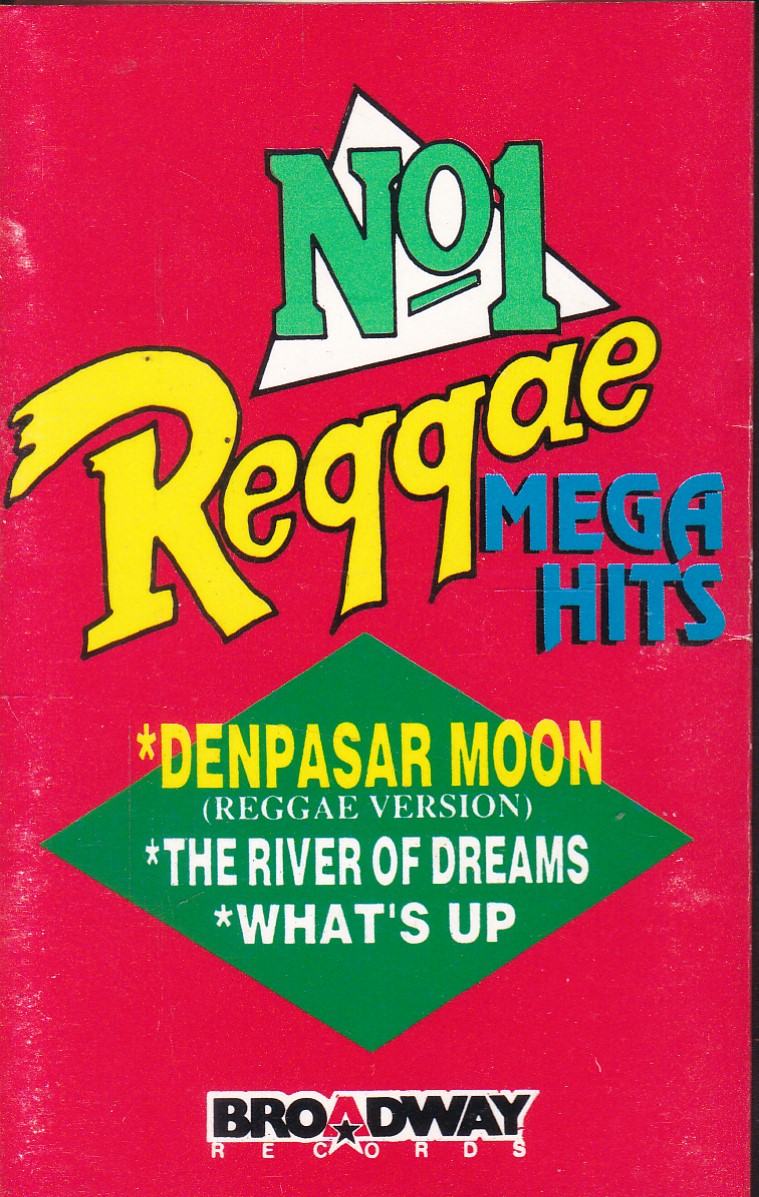 No1
Reggae
MEGA
HITS
*DENPASAR MOON
(REGGAE VERSION)
*THE RIVER OF DREAMS
*WHAT'S UP
BROADWAY
RECORDS